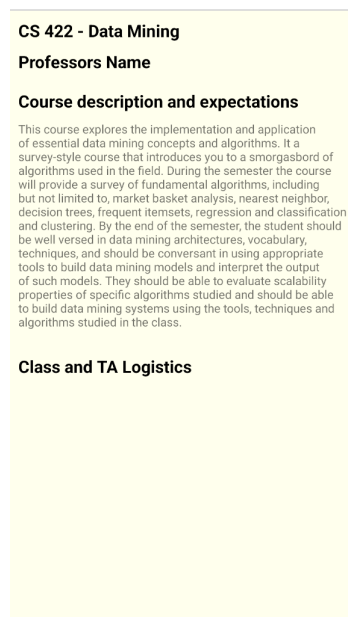 CS 422 - Data Mining
Professors Name
Course description and expectations
This course explores the implementation and application
of essential data mining concepts and algorithms. It a
survey-style course that introduces you to a smorgasbord of
algorithms used in the field. During the semester the course
will provide a survey of fundamental algorithms, including
but not limited to, market basket analysis, nearest neighbor,
decision trees, frequent itemsets, regression and classification
and clustering. By the end of the semester, the student should
be well versed in data mining architectures, vocabulary,
techniques, and should be conversant in using appropriate
tools to build data mining models and interpret the output
of such models. They should be able to evaluate scalability
properties of specific algorithms studied and should be able
to build data mining systems using the tools, techniques and
algorithms studied in the class.
Class and TA Logistics